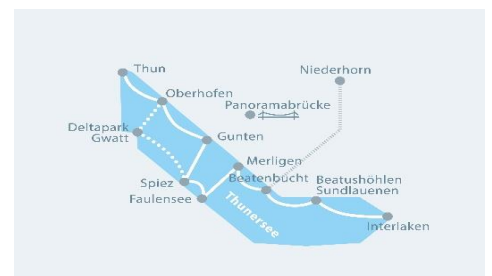 Thun
Niederhorn
Oberhofen
Panoramabrücke
Deltapark
Gwatt
Gunten
Merligen
Beatenbucht
Beatushöhlen
Sundlauenen
Spiez
Faulensee
Thunersee
Interlaken